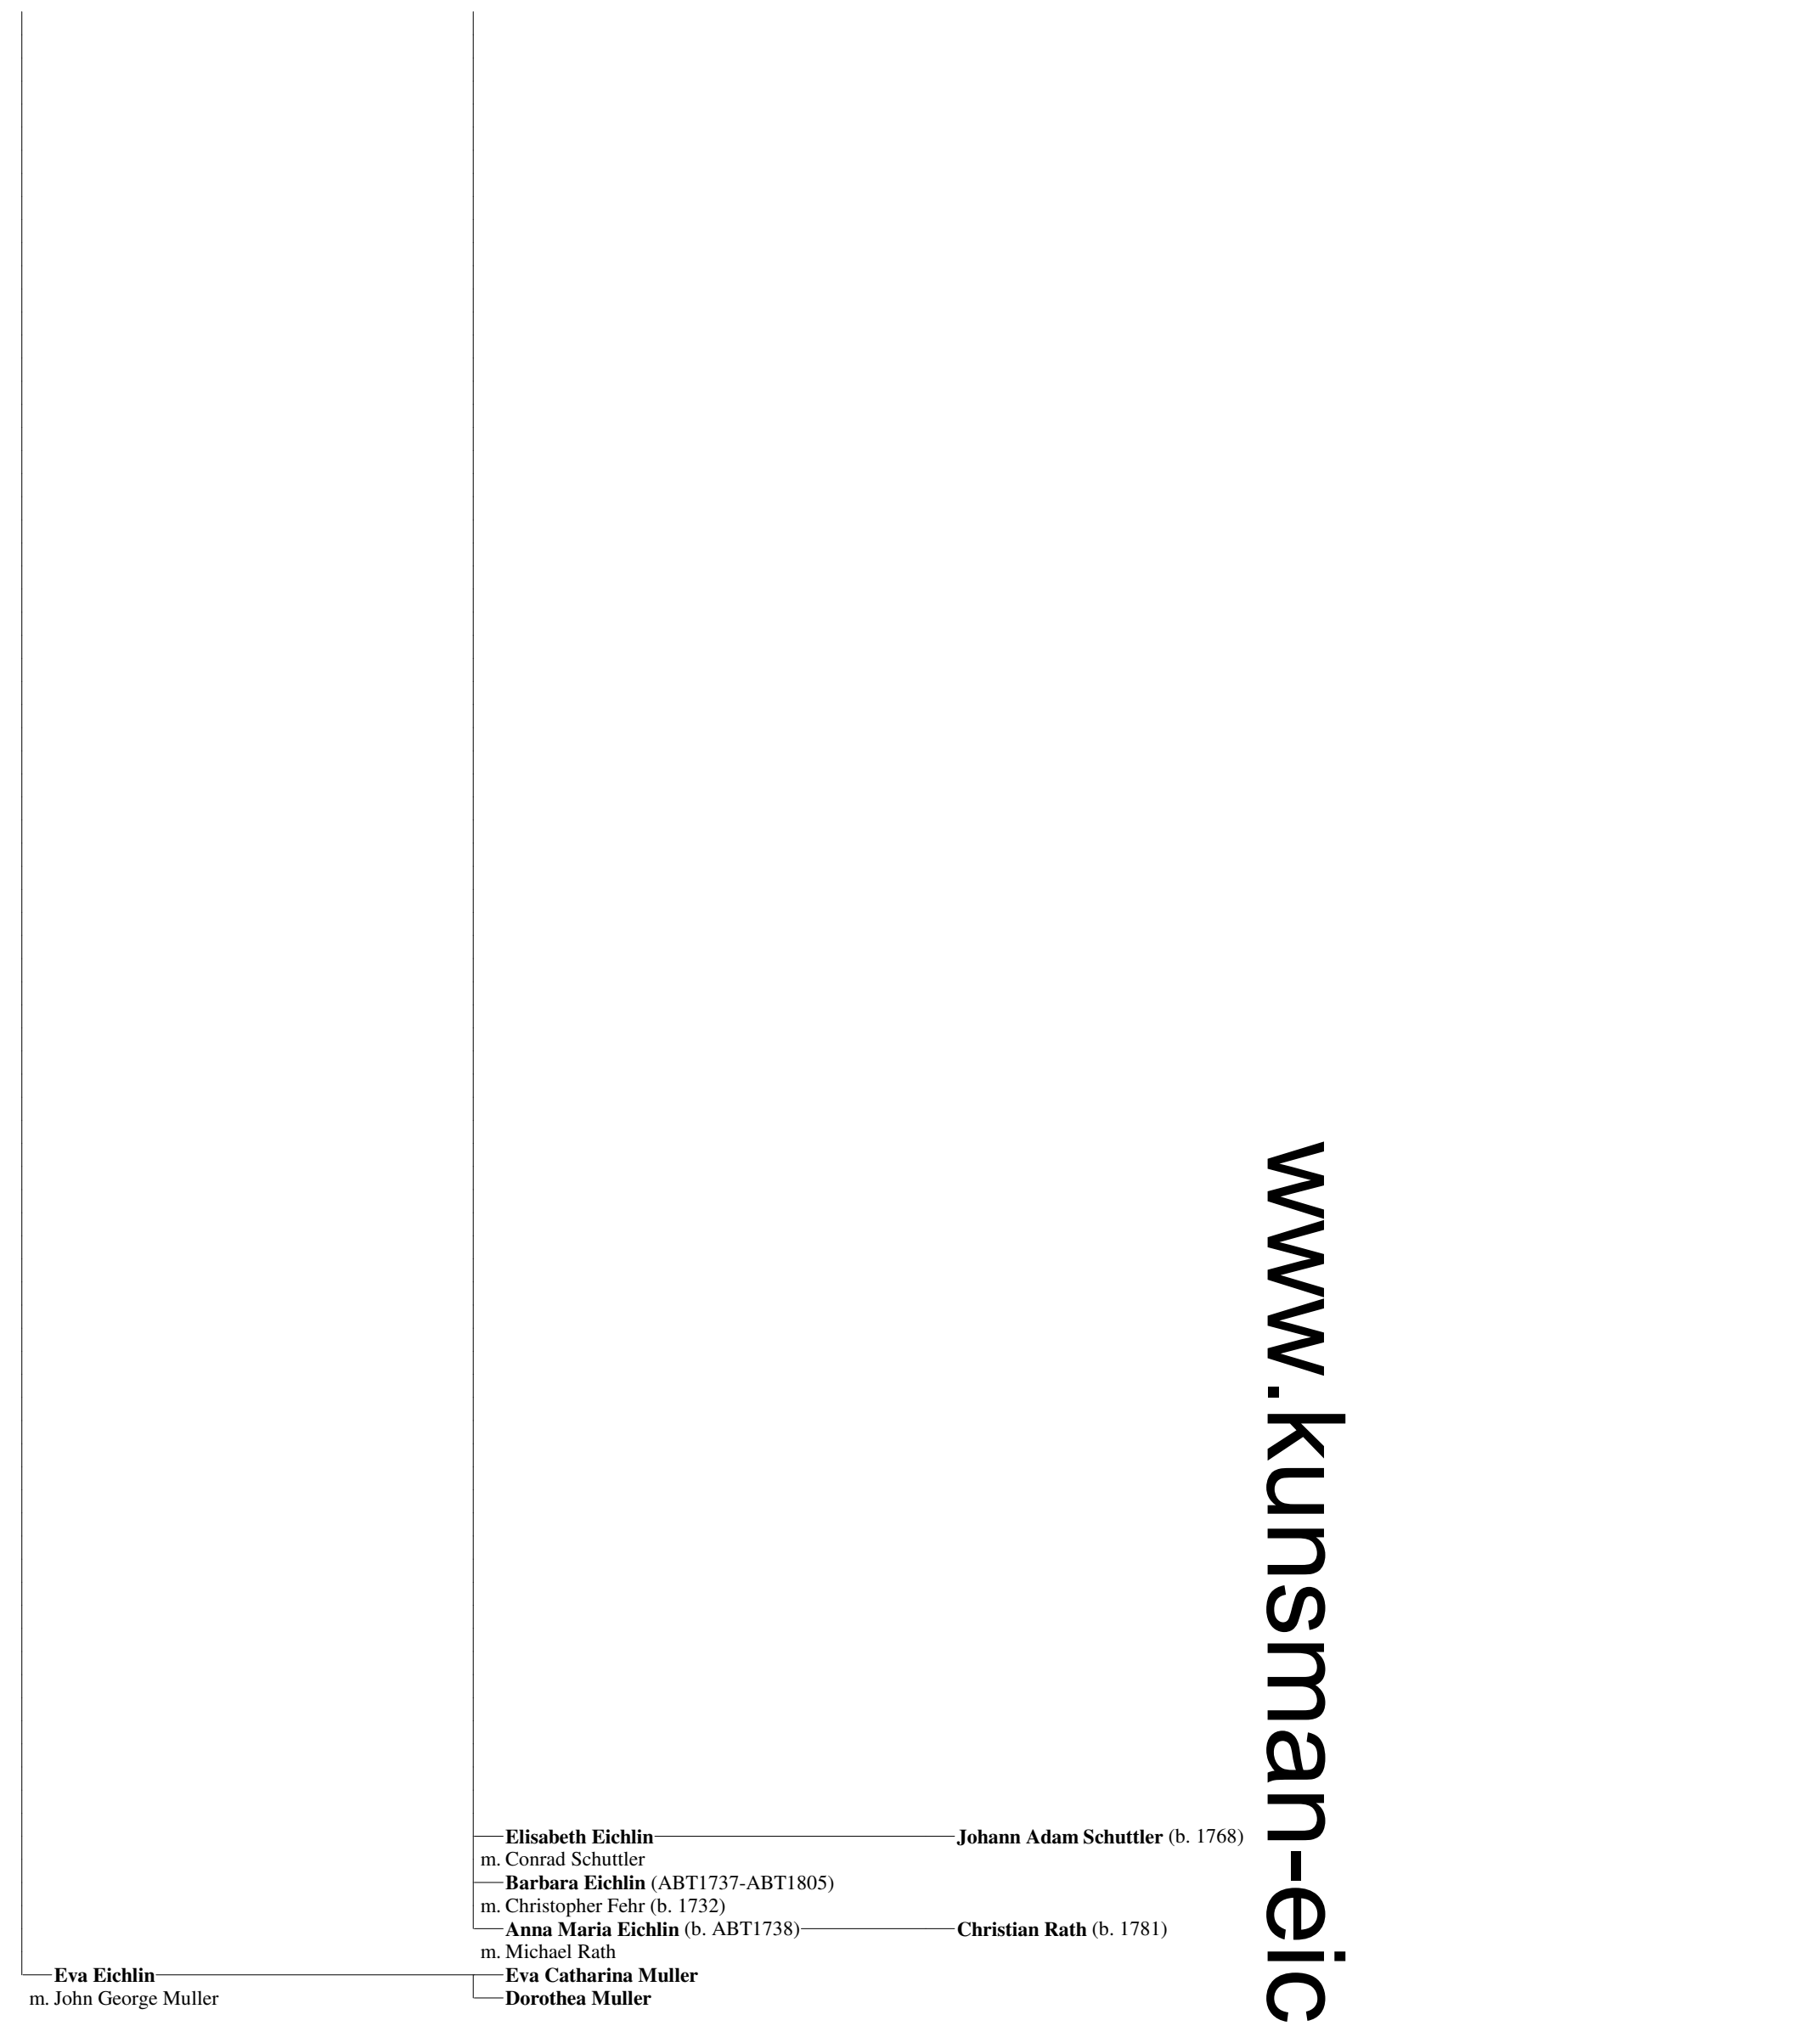 Elisabeth Eichlin Johann Adam Schuttler (b. 1768)
m. Conrad Schuttler
Barbara Eichlin (ABT1737-ABT1805)
m. Christopher Fehr (b. 1732)
Anna Maria Eichlin (b. ABT1738) Christian Rath (b. 1781)
m. Michael Rath
Eva Eichlin Eva Catharina Muller
m. John George Muller Dorothea Muller
www.kunsman-eic